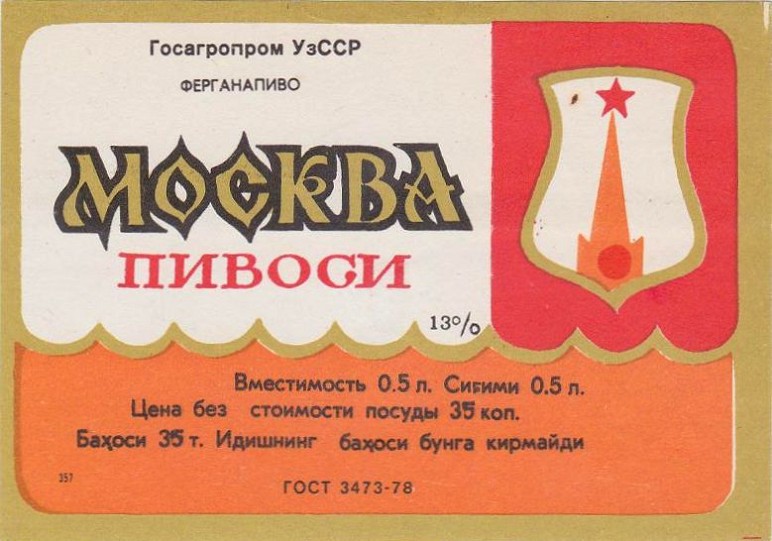 Госагропром УзССР
ФЕРГАНАПИВО
МОСКВА
ПИВОСИ
13%
Вместимость 0.5 л. Сиғими 0.5 л.
Цена без стоимости посуды 35 коп.
Баҳоси 35 т. Идишнинг баҳоси бунга кирмайди
357
ГОСТ 3473-78